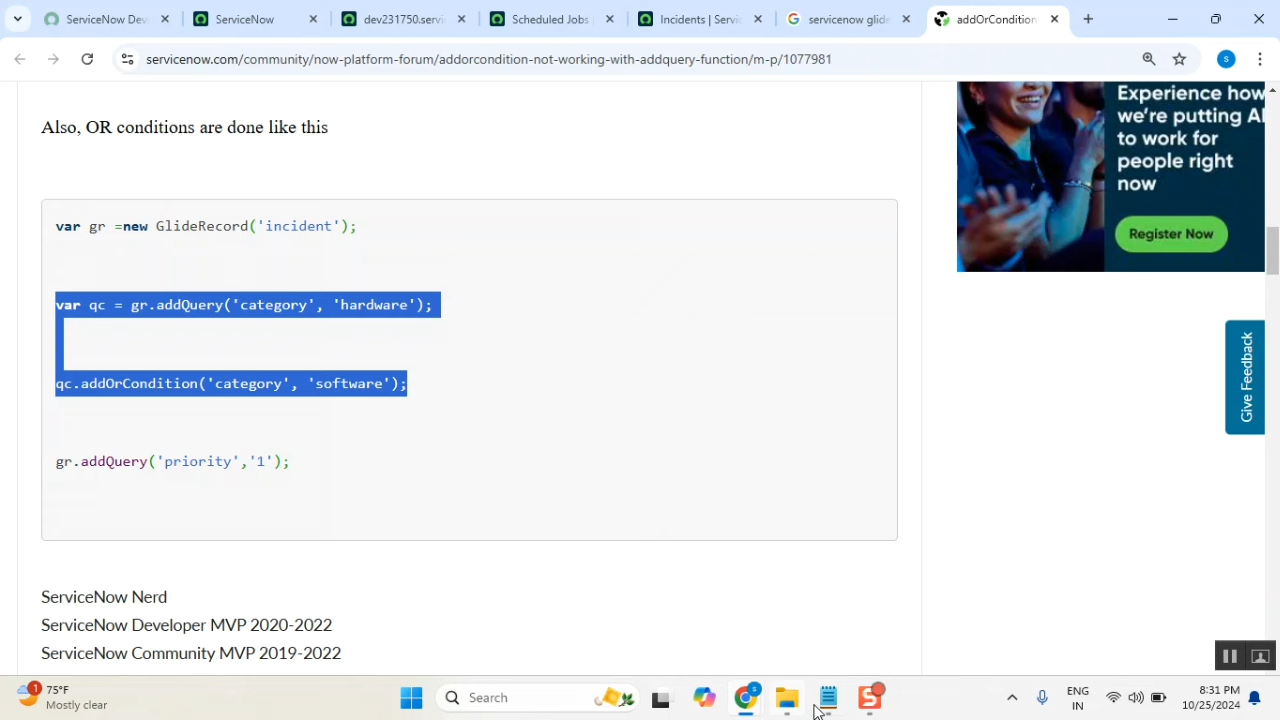 ServiceNow Dev
ServiceNow
dev231750.servi
Scheduled Jobs
Incidents | Servic
servicenow glide
addOrCondition
servicenow.com/community/now-platform-forum/addorcondition-not-working-with-addquery-function/m-p/1077981
s
Also, OR conditions are done like this
var gr =new GlideRecord('incident');
var qc = gr.addQuery('category', 'hardware');
qc.addOrCondition('category', 'software');
gr.addQuery('priority','1');
ServiceNow Nerd
ServiceNow Developer MVP 2020-2022
ServiceNow Community MVP 2019-2022
Experience how
we're putting AI
to work for
people right
now
Register Now
Give Feedback
1
75°F
Mostly clear
Search
s
S
ENG
IN
8:31 PM
10/25/2024